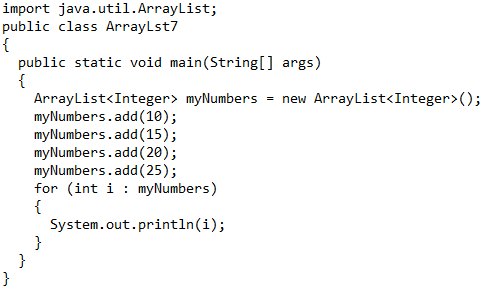 import java.util.ArrayList;
public class ArrayLst7
{
  public static void main(String[] args)
  {
    ArrayList<Integer> myNumbers = new ArrayList<Integer>();
    myNumbers.add(10);
    myNumbers.add(15);
    myNumbers.add(20);
    myNumbers.add(25);
    for (int i : myNumbers)
    {
      System.out.println(i);
    }
  }
}